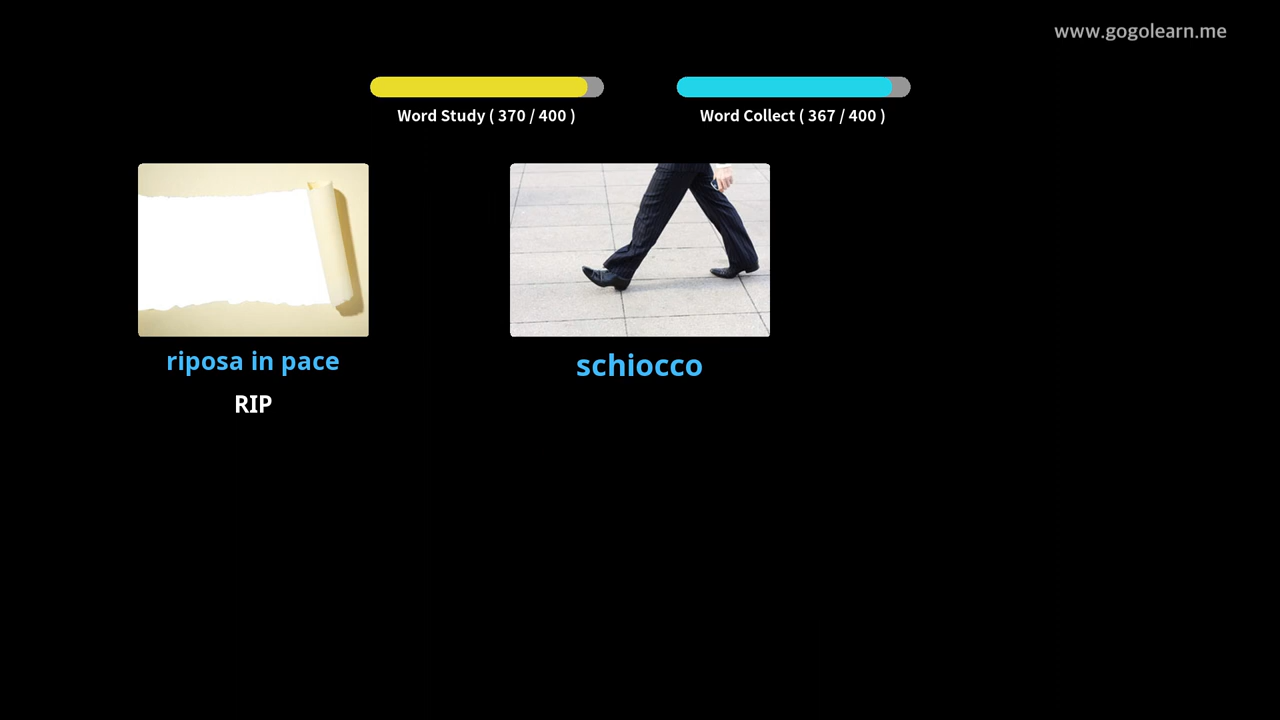 www.gogolearn.me
Word Study ( 370 / 400 )
Word Collect ( 367 / 400 )
riposa in pace
RIP
schiocco